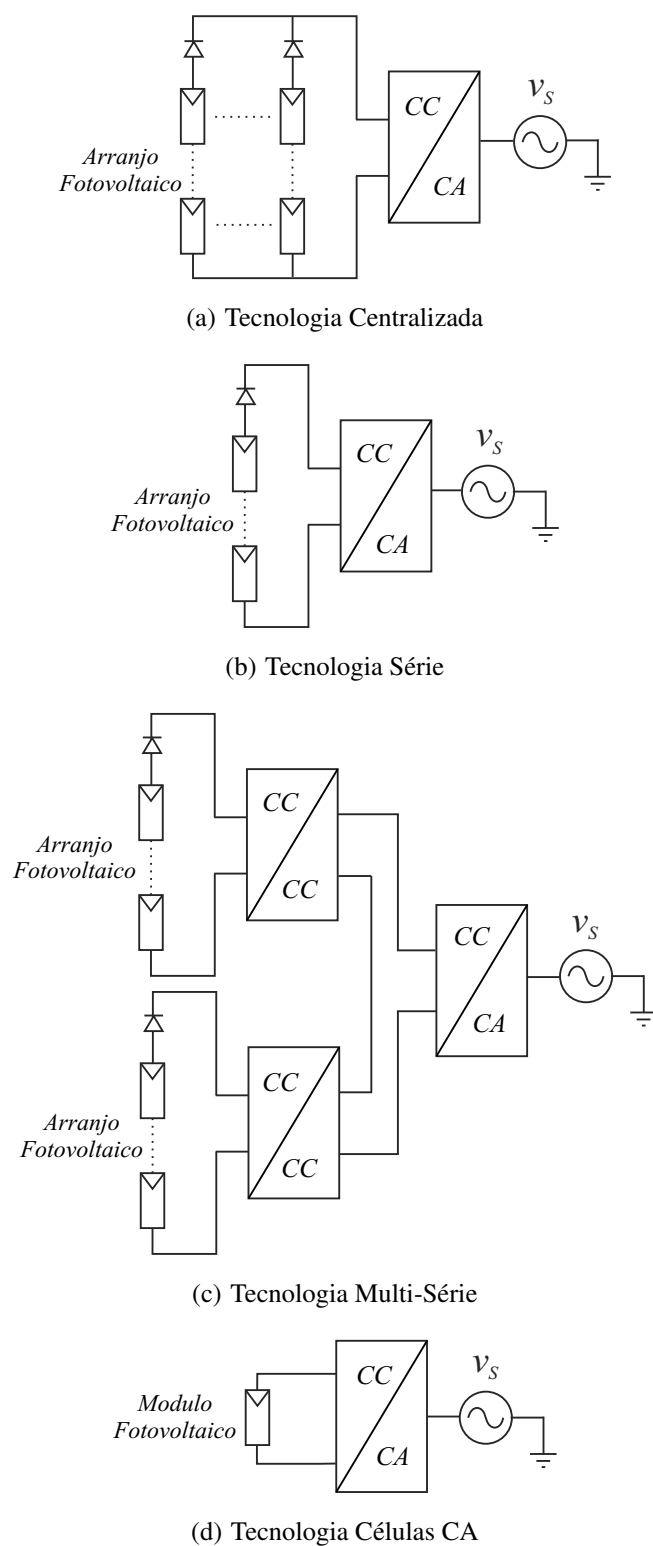 CC
v_S
CA
Arranjo
Fotovoltaico
(a) Tecnologia Centralizada
CC
v_S
CA
Arranjo
Fotovoltaico
(b) Tecnologia Série
CC
CC
Arranjo
Fotovoltaico
CC
v_S
CA
CC
CC
Arranjo
Fotovoltaico
(c) Tecnologia Multi-Série
CC
v_S
CA
Modulo
Fotovoltaico
(d) Tecnologia Células CA